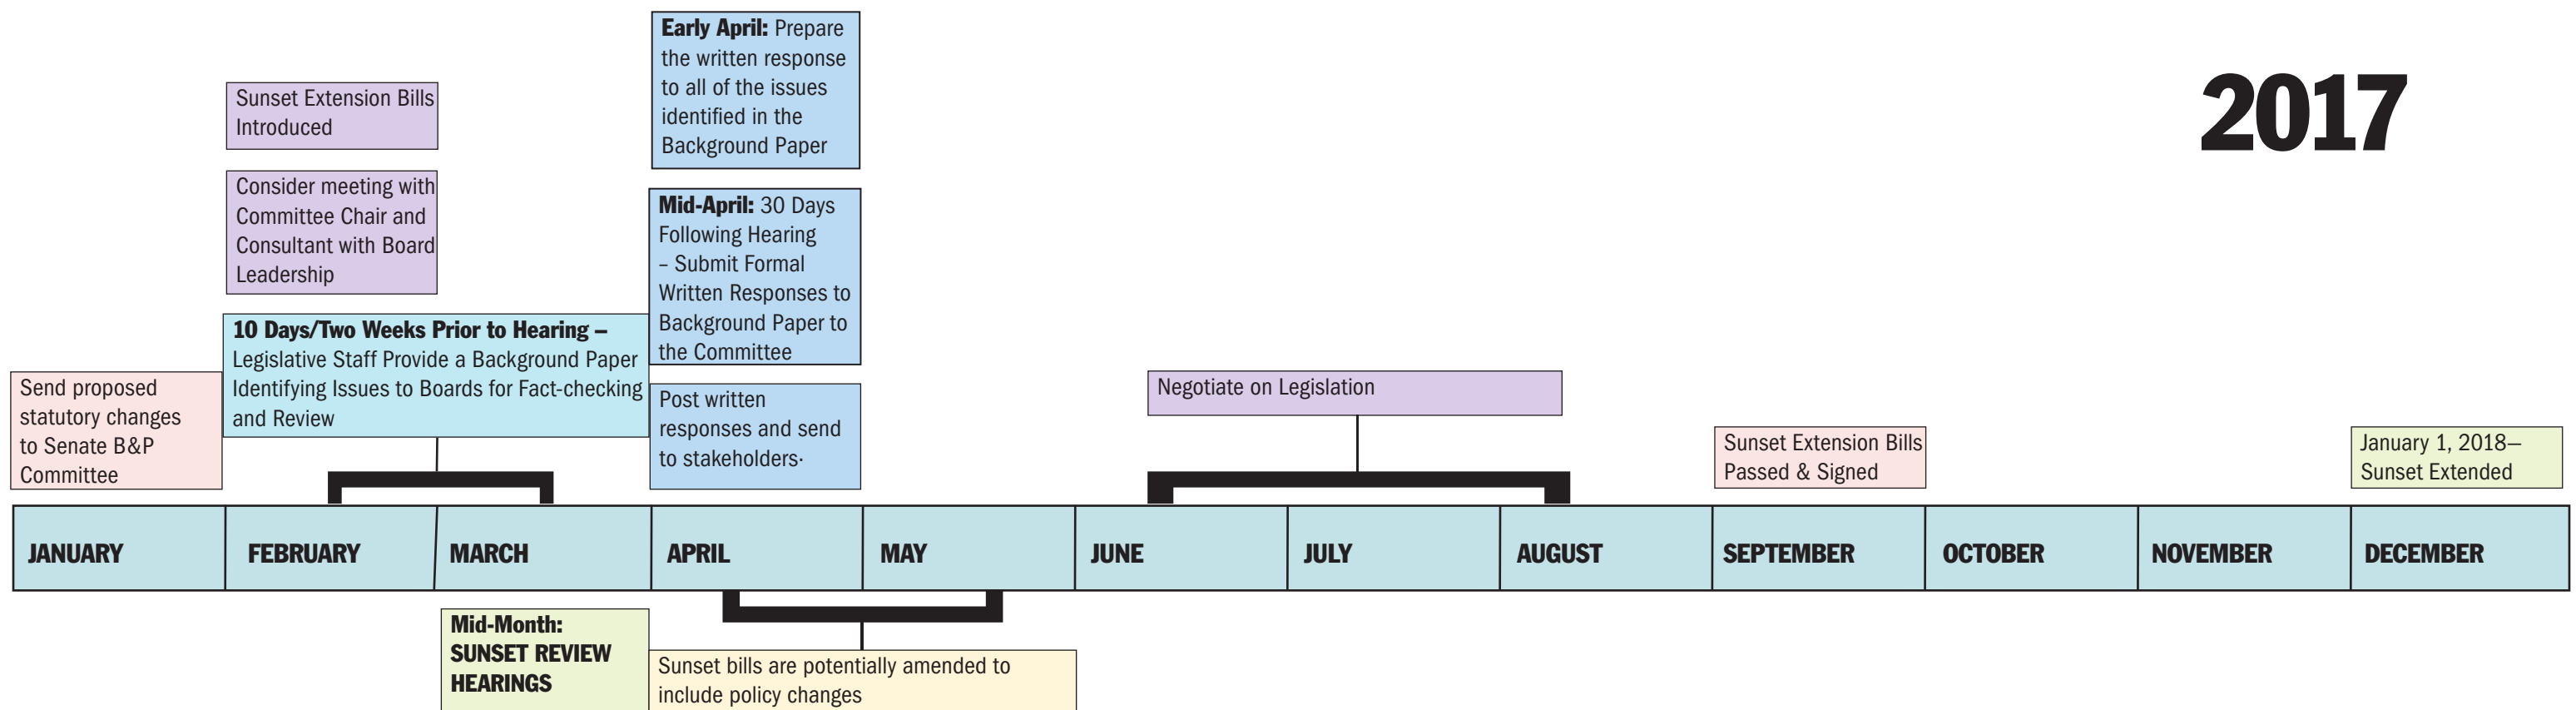 2017
Send proposed
statutory changes
to Senate B&P
Committee
Sunset Extension Bills
Introduced
Consider meeting with
Committee Chair and
Consultant with Board
Leadership
10 Days/Two Weeks Prior to Hearing –
Legislative Staff Provide a Background Paper
Identifying Issues to Boards for Fact-checking
and Review
Early April: Prepare
the written response
to all of the issues
identified in the
Background Paper
Mid-April: 30 Days
Following Hearing
– Submit Formal
Written Responses to
Background Paper to
the Committee
Post written
responses and send
to stakeholders·
Negotiate on Legislation
Sunset Extension Bills
Passed & Signed
January 1, 2018—
Sunset Extended
JANUARY
FEBRUARY
MARCH
APRIL
MAY
JUNE
JULY
AUGUST
SEPTEMBER
OCTOBER
NOVEMBER
DECEMBER
Mid-Month:
SUNSET REVIEW
HEARINGS
Sunset bills are potentially amended to
include policy changes